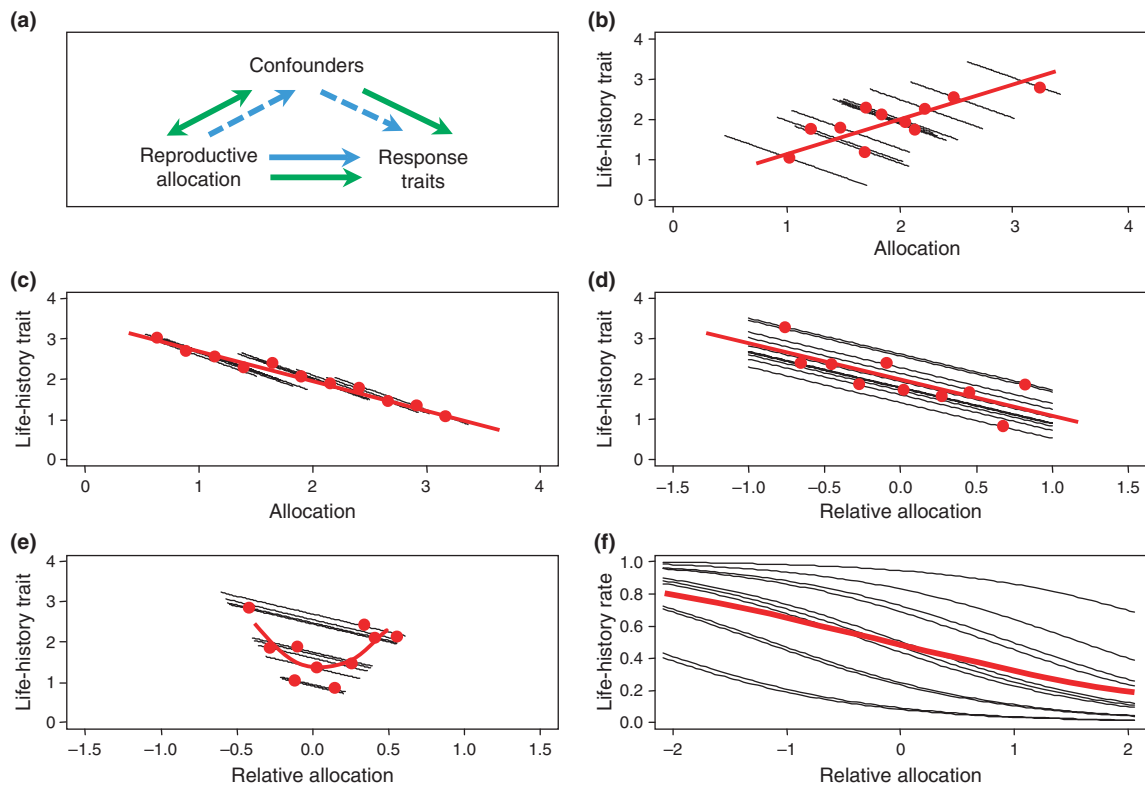 (a)
Confounders
Reproductive
allocation
Response
traits
(b)
Life-history trait
4
3
2
1
0
0 1 2 3 4
Allocation
(c)
Life-history trait
4
3
2
1
0
0 1 2 3 4
Allocation
(d)
Life-history trait
4
3
2
1
0
−1.5 −1.0 −0.5 0.0 0.5 1.0 1.5
Relative allocation
(e)
Life-history trait
4
3
2
1
0
−1.5 −1.0 −0.5 0.0 0.5 1.0 1.5
Relative allocation
(f)
Life-history rate
1.0
0.8
0.6
0.4
0.2
0.0
−2 −1 0 1 2
Relative allocation